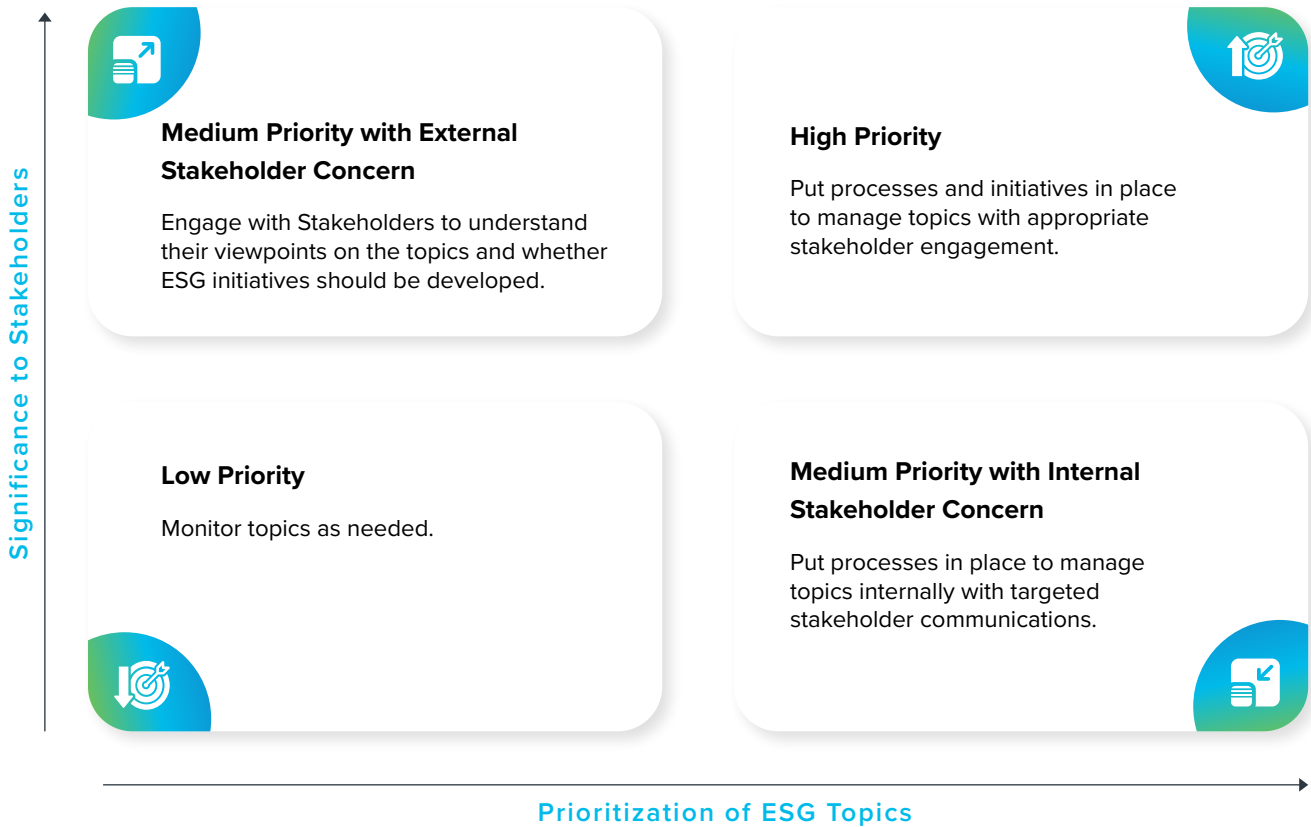 Significance to Stakeholders
Medium Priority with External
Stakeholder Concern
Engage with Stakeholders to understand
their viewpoints on the topics and whether
ESG initiatives should be developed.
High Priority
Put processes and initiatives in place
to manage topics with appropriate
stakeholder engagement.
Low Priority
Monitor topics as needed.
Medium Priority with Internal
Stakeholder Concern
Put processes in place to manage
topics internally with targeted
stakeholder communications.
Prioritization of ESG Topics